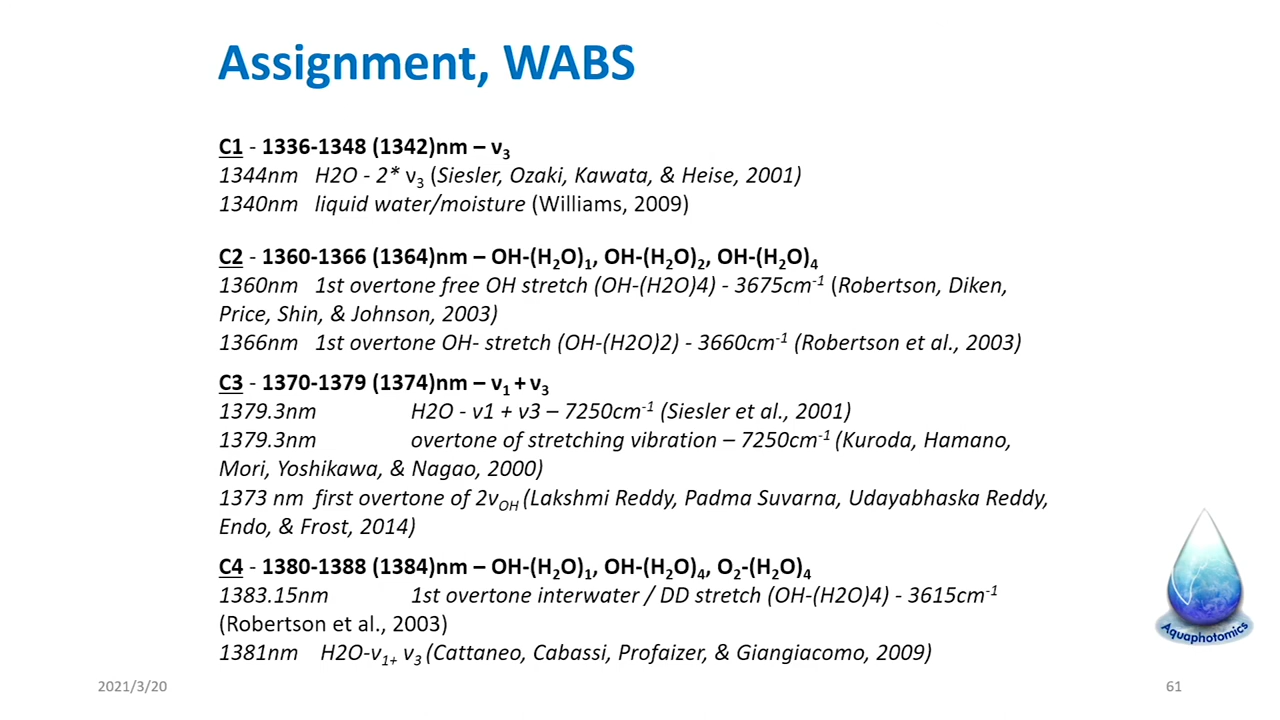 Assignment, WABS
C1 - 1336-1348 (1342)nm – ν₃
1344nm H2O - 2* ν₃ (Siesler, Ozaki, Kawata, & Heise, 2001)
1340nm liquid water/moisture (Williams, 2009)
C2 - 1360-1366 (1364)nm – OH-(H₂O)₁, OH-(H₂O)₂, OH-(H₂O)₄
1360nm 1st overtone free OH stretch (OH-(H2O)4) - 3675cm⁻¹ (Robertson, Diken,
Price, Shin, & Johnson, 2003)
1366nm 1st overtone OH- stretch (OH-(H2O)2) - 3660cm⁻¹ (Robertson et al., 2003)
C3 - 1370-1379 (1374)nm – ν₁ + ν₃
1379.3nm H2O - ν1 + ν3 – 7250cm⁻¹ (Siesler et al., 2001)
1379.3nm overtone of stretching vibration – 7250cm⁻¹ (Kuroda, Hamano,
Mori, Yoshikawa, & Nagao, 2000)
1373 nm first overtone of 2νOH (Lakshmi Reddy, Padma Suvarna, Udayabhaska Reddy,
Endo, & Frost, 2014)
C4 - 1380-1388 (1384)nm – OH-(H₂O)₁, OH-(H₂O)₄, O₂-(H₂O)₄
1383.15nm 1st overtone interwater / DD stretch (OH-(H2O)4) - 3615cm⁻¹
(Robertson et al., 2003)
1381nm H2O-ν₁₊ ν₃ (Cattaneo, Cabassi, Profaizer, & Giangiacomo, 2009)
Aquaphotomics
2021/3/20
61